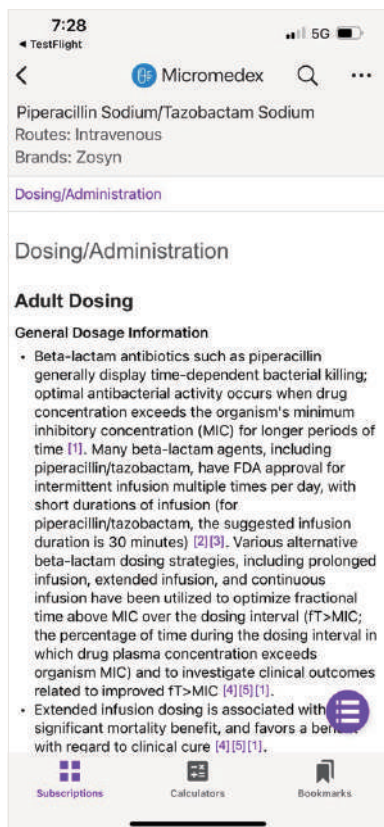 7:28
5G
◄ TestFlight
Micromedex
Piperacillin Sodium/Tazobactam Sodium
Routes: Intravenous
Brands: Zosyn
Dosing/Administration
Dosing/Administration
Adult Dosing
General Dosage Information
• Beta-lactam antibiotics such as piperacillin
generally display time-dependent bacterial killing;
optimal antibacterial activity occurs when drug
concentration exceeds the organism's minimum
inhibitory concentration (MIC) for longer periods of
time [1]. Many beta-lactam agents, including
piperacillin/tazobactam, have FDA approval for
intermittent infusion multiple times per day, with
short durations of infusion (for
piperacillin/tazobactam, the suggested infusion
duration is 30 minutes) [2][3]. Various alternative
beta-lactam dosing strategies, including prolonged
infusion, extended infusion, and continuous
infusion have been utilized to optimize fractional
time above MIC over the dosing interval (fT>MIC;
the percentage of time during the dosing interval in
which drug plasma concentration exceeds
organism MIC) and to investigate clinical outcomes
related to improved fT>MIC [4][5][1].
• Extended infusion dosing is associated with
significant mortality benefit, and favors a
with regard to clinical cure [4][5][1].
Subscriptions
Calculators
Bookmarks